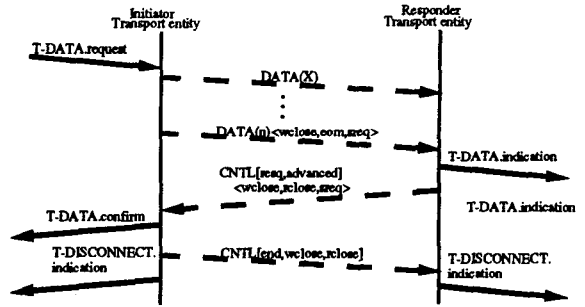 Initiator
Transport entity
Responder
Transport entity
T-DATA.request
DATA(X)
DATA(n)<wclose,eom,sreq>
T-DATA.indication
CNTL[resq,advanced]
<wclose,rclose,sreq>
T-DATA.indication
T-DATA.confirm
T-DISCONNECT.
indication
CNTL[end,wclose,rclose]
T-DISCONNECT.
indication